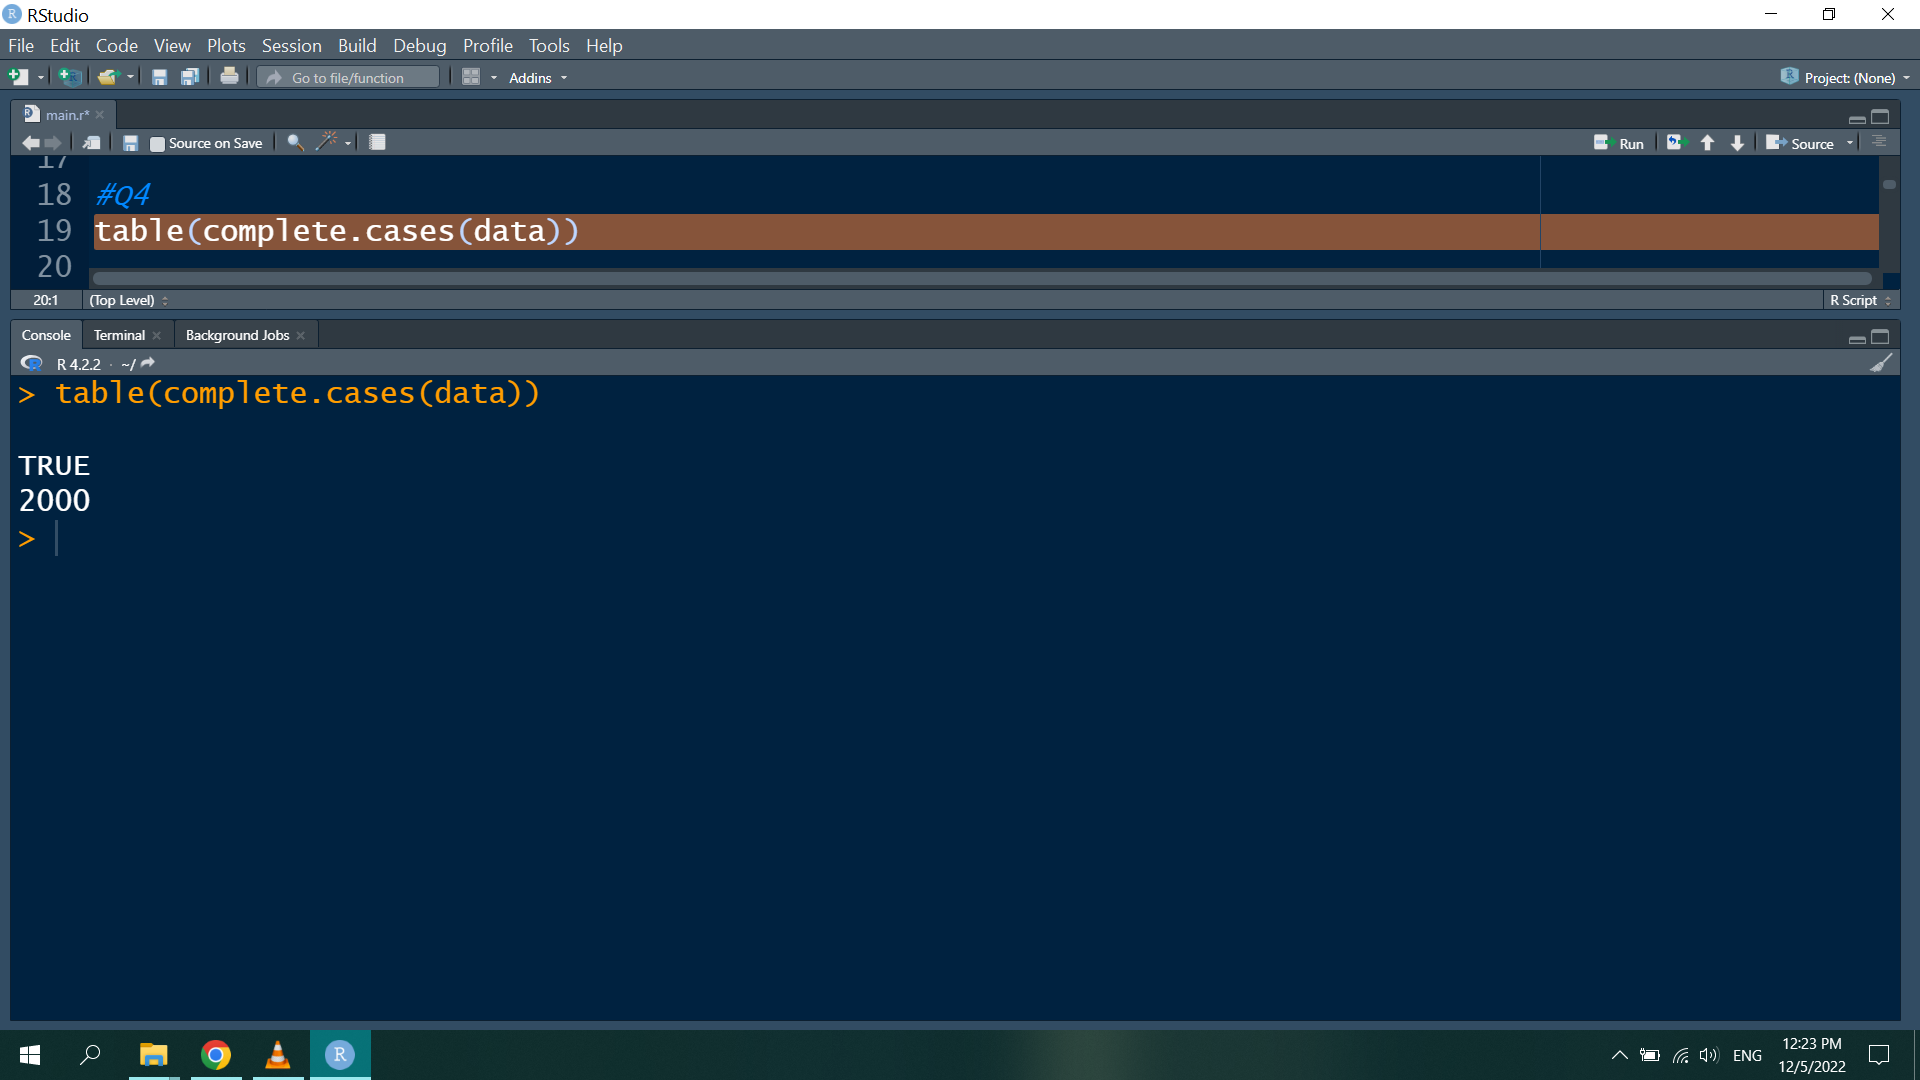 RStudio
File Edit Code View Plots Session Build Debug Profile Tools Help
Go to file/function Addins Project: (None)
main.r*
Source on Save Run Source
17
18 #Q4
19 table(complete.cases(data))
20
20:1 (Top Level) R Script
Console Terminal Background Jobs
R 4.2.2 · ~/
> table(complete.cases(data))
TRUE
2000
>
ENG 12:23 PM
12/5/2022